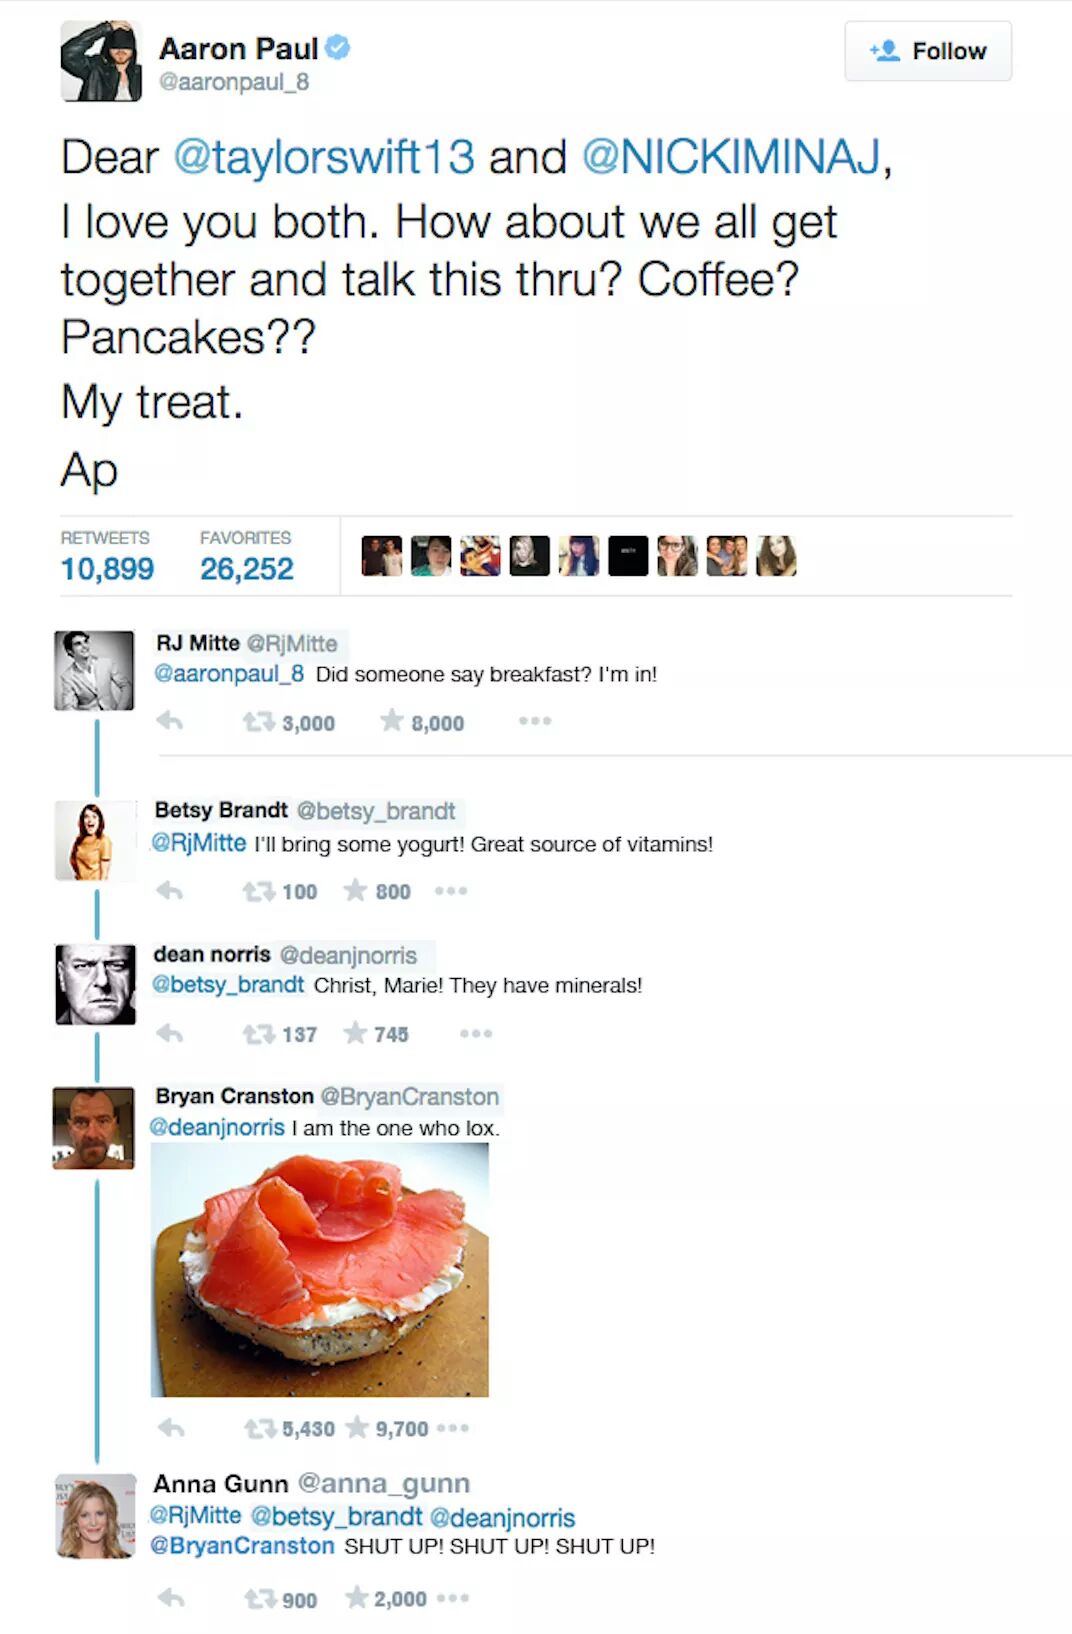 Aaron Paul
@aaronpaul_8
Follow
Dear @taylorswift13 and @NICKIMINAJ,
I love you both. How about we all get
together and talk this thru? Coffee?
Pancakes??
My treat.
Ap
RETWEETS FAVORITES
10,899 26,252
RJ Mitte @RjMitte
@aaronpaul_8 Did someone say breakfast? I'm in!
3,000 8,000
Betsy Brandt @betsy_brandt
@RjMitte I'll bring some yogurt! Great source of vitamins!
100 800
dean norris @deanjnorris
@betsy_brandt Christ, Marie! They have minerals!
137 745
Bryan Cranston @BryanCranston
@deanjnorris I am the one who lox.
5,430 9,700
Anna Gunn @anna_gunn
@RjMitte @betsy_brandt @deanjnorris
@BryanCranston SHUT UP! SHUT UP! SHUT UP!
900 2,000